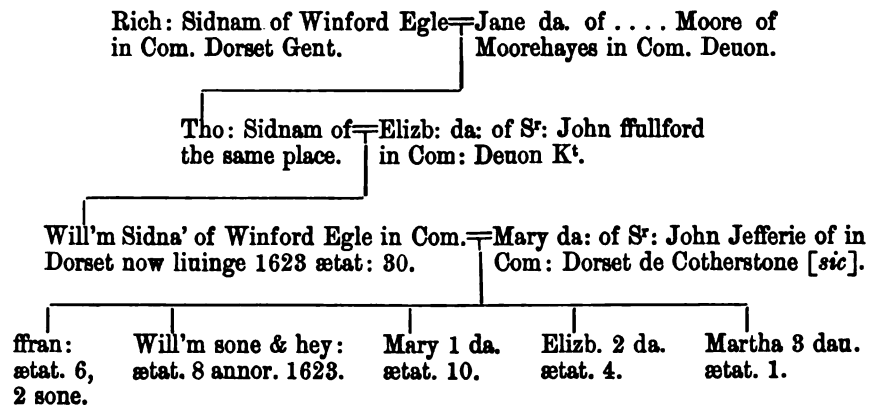 Rich: Sidnam of Winford Egle=Jane da. of .... Moore of
in Com. Dorset Gent. Moorehayes in Com. Deuon.
Tho: Sidnam of=Elizb: da: of Sʳ: John ffullford
the same place. in Com: Deuon Kᵗ.
Will'm Sidna' of Winford Egle in Com.=Mary da: of Sʳ: John Jefferie of in
Dorset now liuinge 1623 ætat: 30. Com: Dorset de Cotherstone [sic].
ffran: Will'm sone & hey: Mary 1 da. Elizb. 2 da. Martha 3 dau.
ætat. 6, ætat. 8 annor. 1623. ætat. 10. ætat. 4. ætat. 1.
2 sone.